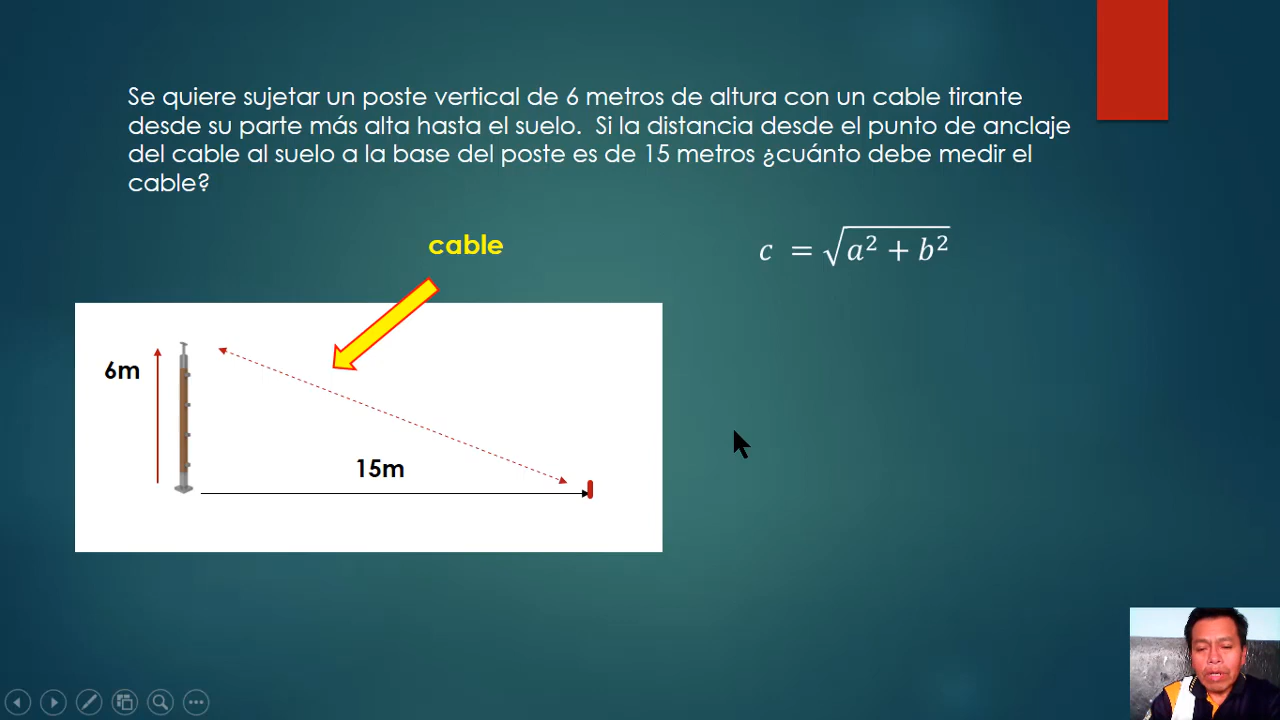 Se quiere sujetar un poste vertical de 6 metros de altura con un cable tirante
desde su parte más alta hasta el suelo.  Si la distancia desde el punto de anclaje
del cable al suelo a la base del poste es de 15 metros ¿cuánto debe medir el
cable?
cable
c = √(a² + b²)
6m
15m